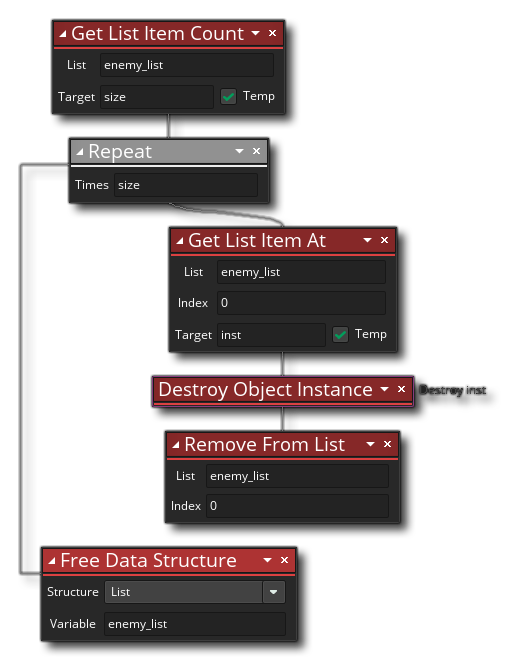 Get List Item Count
List enemy_list
Target size Temp
Repeat
Times size
Get List Item At
List enemy_list
Index 0
Target inst Temp
Destroy Object Instance Destroy inst
Remove From List
List enemy_list
Index 0
Free Data Structure
Structure List
Variable enemy_list